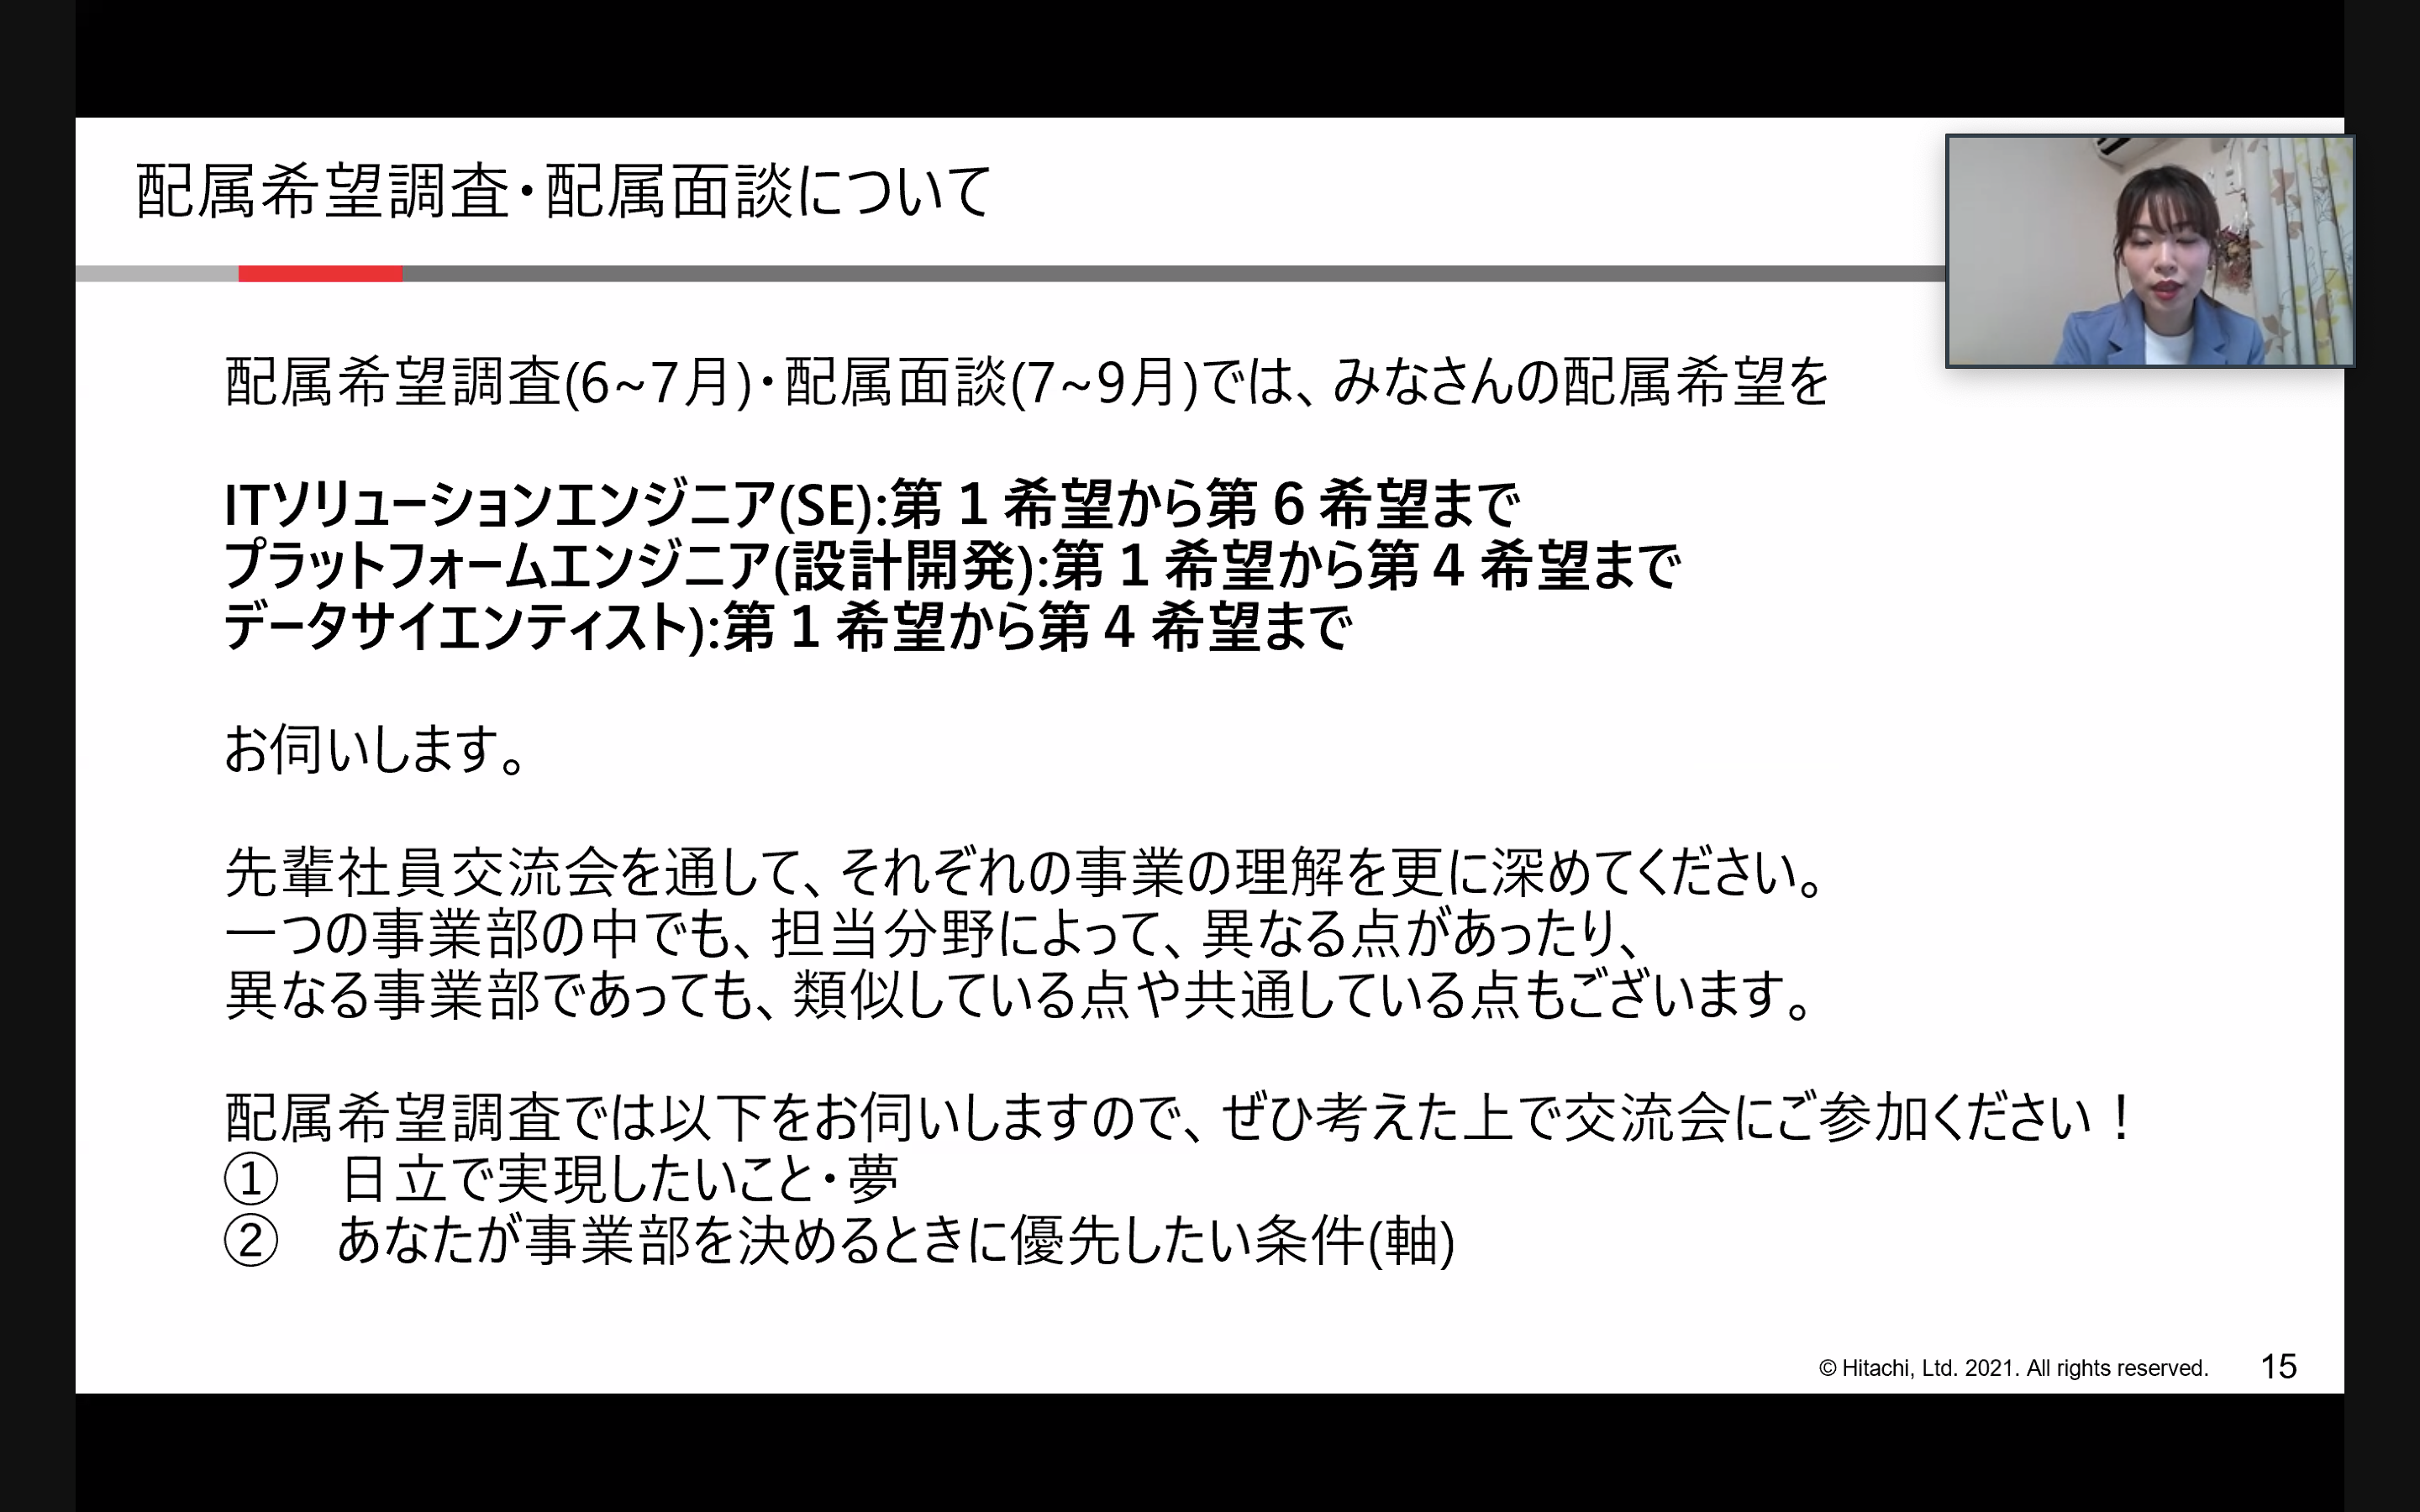 配属希望調査・配属面談について
配属希望調査(6~7月)・配属面談(7~9月)では、みなさんの配属希望を
ITソリューションエンジニア(SE):第 1 希望から第 6 希望まで
プラットフォームエンジニア(設計開発):第 1 希望から第 4 希望まで
データサイエンティスト):第 1 希望から第 4 希望まで
お伺いします。
先輩社員交流会を通して、それぞれの事業の理解を更に深めてください。
一つの事業部の中でも、担当分野によって、異なる点があったり、
異なる事業部であっても、類似している点や共通している点もございます。
配属希望調査では以下をお伺いしますので、ぜひ考えた上で交流会にご参加ください！
① 日立で実現したいこと・夢
② あなたが事業部を決めるときに優先したい条件(軸)
© Hitachi, Ltd. 2021. All rights reserved. 15